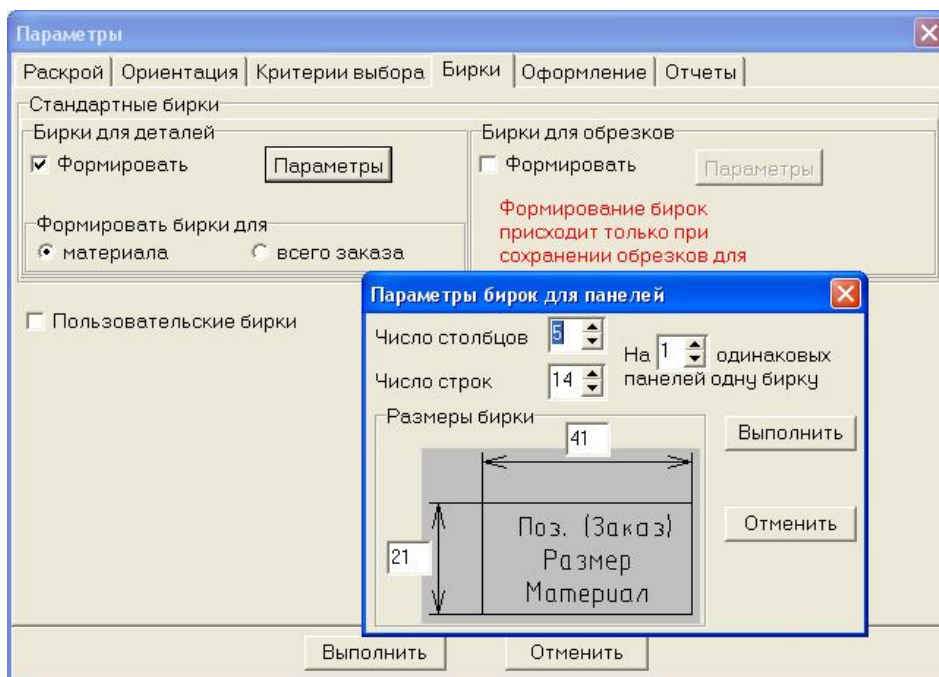 Параметры
Раскрой Ориентация Критерии выбора Бирки Оформление Отчеты
Стандартные бирки
Бирки для деталей
Формировать Параметры
Формировать бирки для
материала всего заказа
Бирки для обрезков
Формировать Параметры
Формирование бирок
присходит только при
сохранении обрезков для
Пользовательские бирки
Параметры бирок для панелей
Число столбцов 5
Число строк 14
На 1 одинаковых
панелей одну бирку
Размеры бирки
41
21
Поз. (Заказ)
Размер
Материал
Выполнить
Отменить
Выполнить Отменить